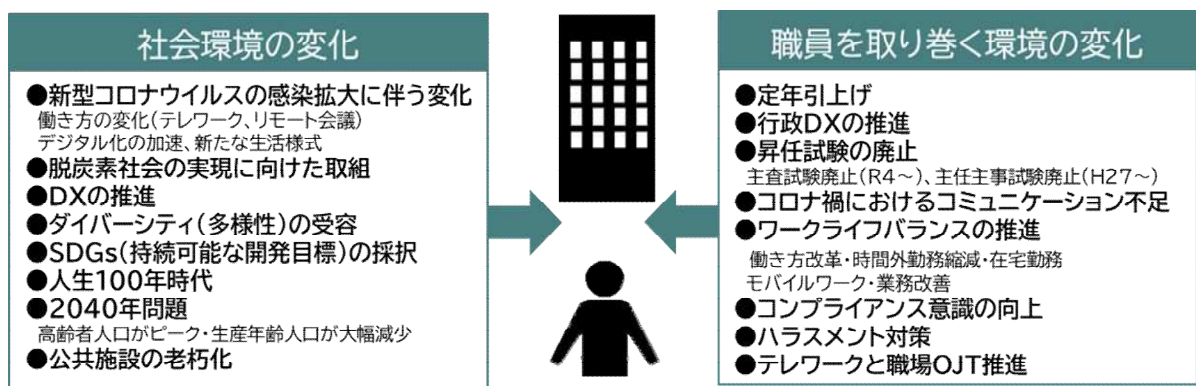 社会環境の変化
●新型コロナウイルスの感染拡大に伴う変化
働き方の変化(テレワーク、リモート会議)
デジタル化の加速、新たな生活様式
●脱炭素社会の実現に向けた取組
●DXの推進
●ダイバーシティ(多様性)の受容
●SDGs(持続可能な開発目標)の採択
●人生100年時代
●2040年問題
高齢者人口がピーク・生産年齢人口が大幅減少
●公共施設の老朽化
職員を取り巻く環境の変化
●定年引上げ
●行政DXの推進
●昇任試験の廃止
主査試験廃止(R4~)、主任主事試験廃止(H27~)
●コロナ禍におけるコミュニケーション不足
●ワークライフバランスの推進
働き方改革・時間外勤務縮減・在宅勤務
モバイルワーク・業務改善
●コンプライアンス意識の向上
●ハラスメント対策
●テレワークと職場OJT推進